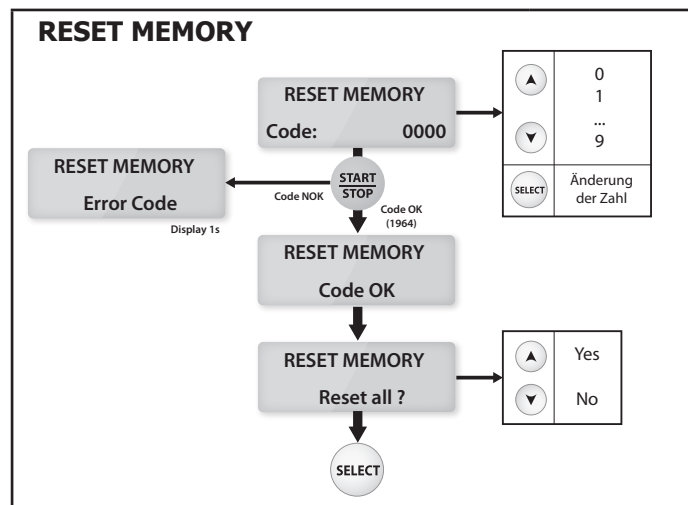 RESET MEMORY
RESET MEMORY
Code: 0000
0
1
...
9
SELECT
Änderung
der Zahl
RESET MEMORY
Error Code
Display 1s
Code NOK
START
STOP
Code OK
(1964)
RESET MEMORY
Code OK
RESET MEMORY
Reset all ?
Yes
No
SELECT